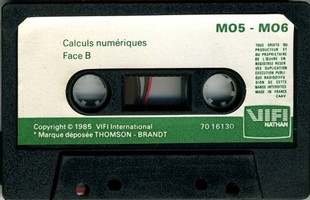 MO5 - MO6
Calculs numériques
Face B
TOUS DROITS DU
PRODUCTEUR ET
DU PROPRIETAIRE
DE L'ŒUVRE EN
REGISTREE RESER
VES DUPLICATION
EXECUTION PUBLI
QUE RADIODIFFU
SION DE CETTE
BANDE INTERDITES
MADE IN FRANCE
Copyright © 1985 VIFI International
* Marque déposée THOMSON - BRANDT
70 16130
VIFI
NATHAN